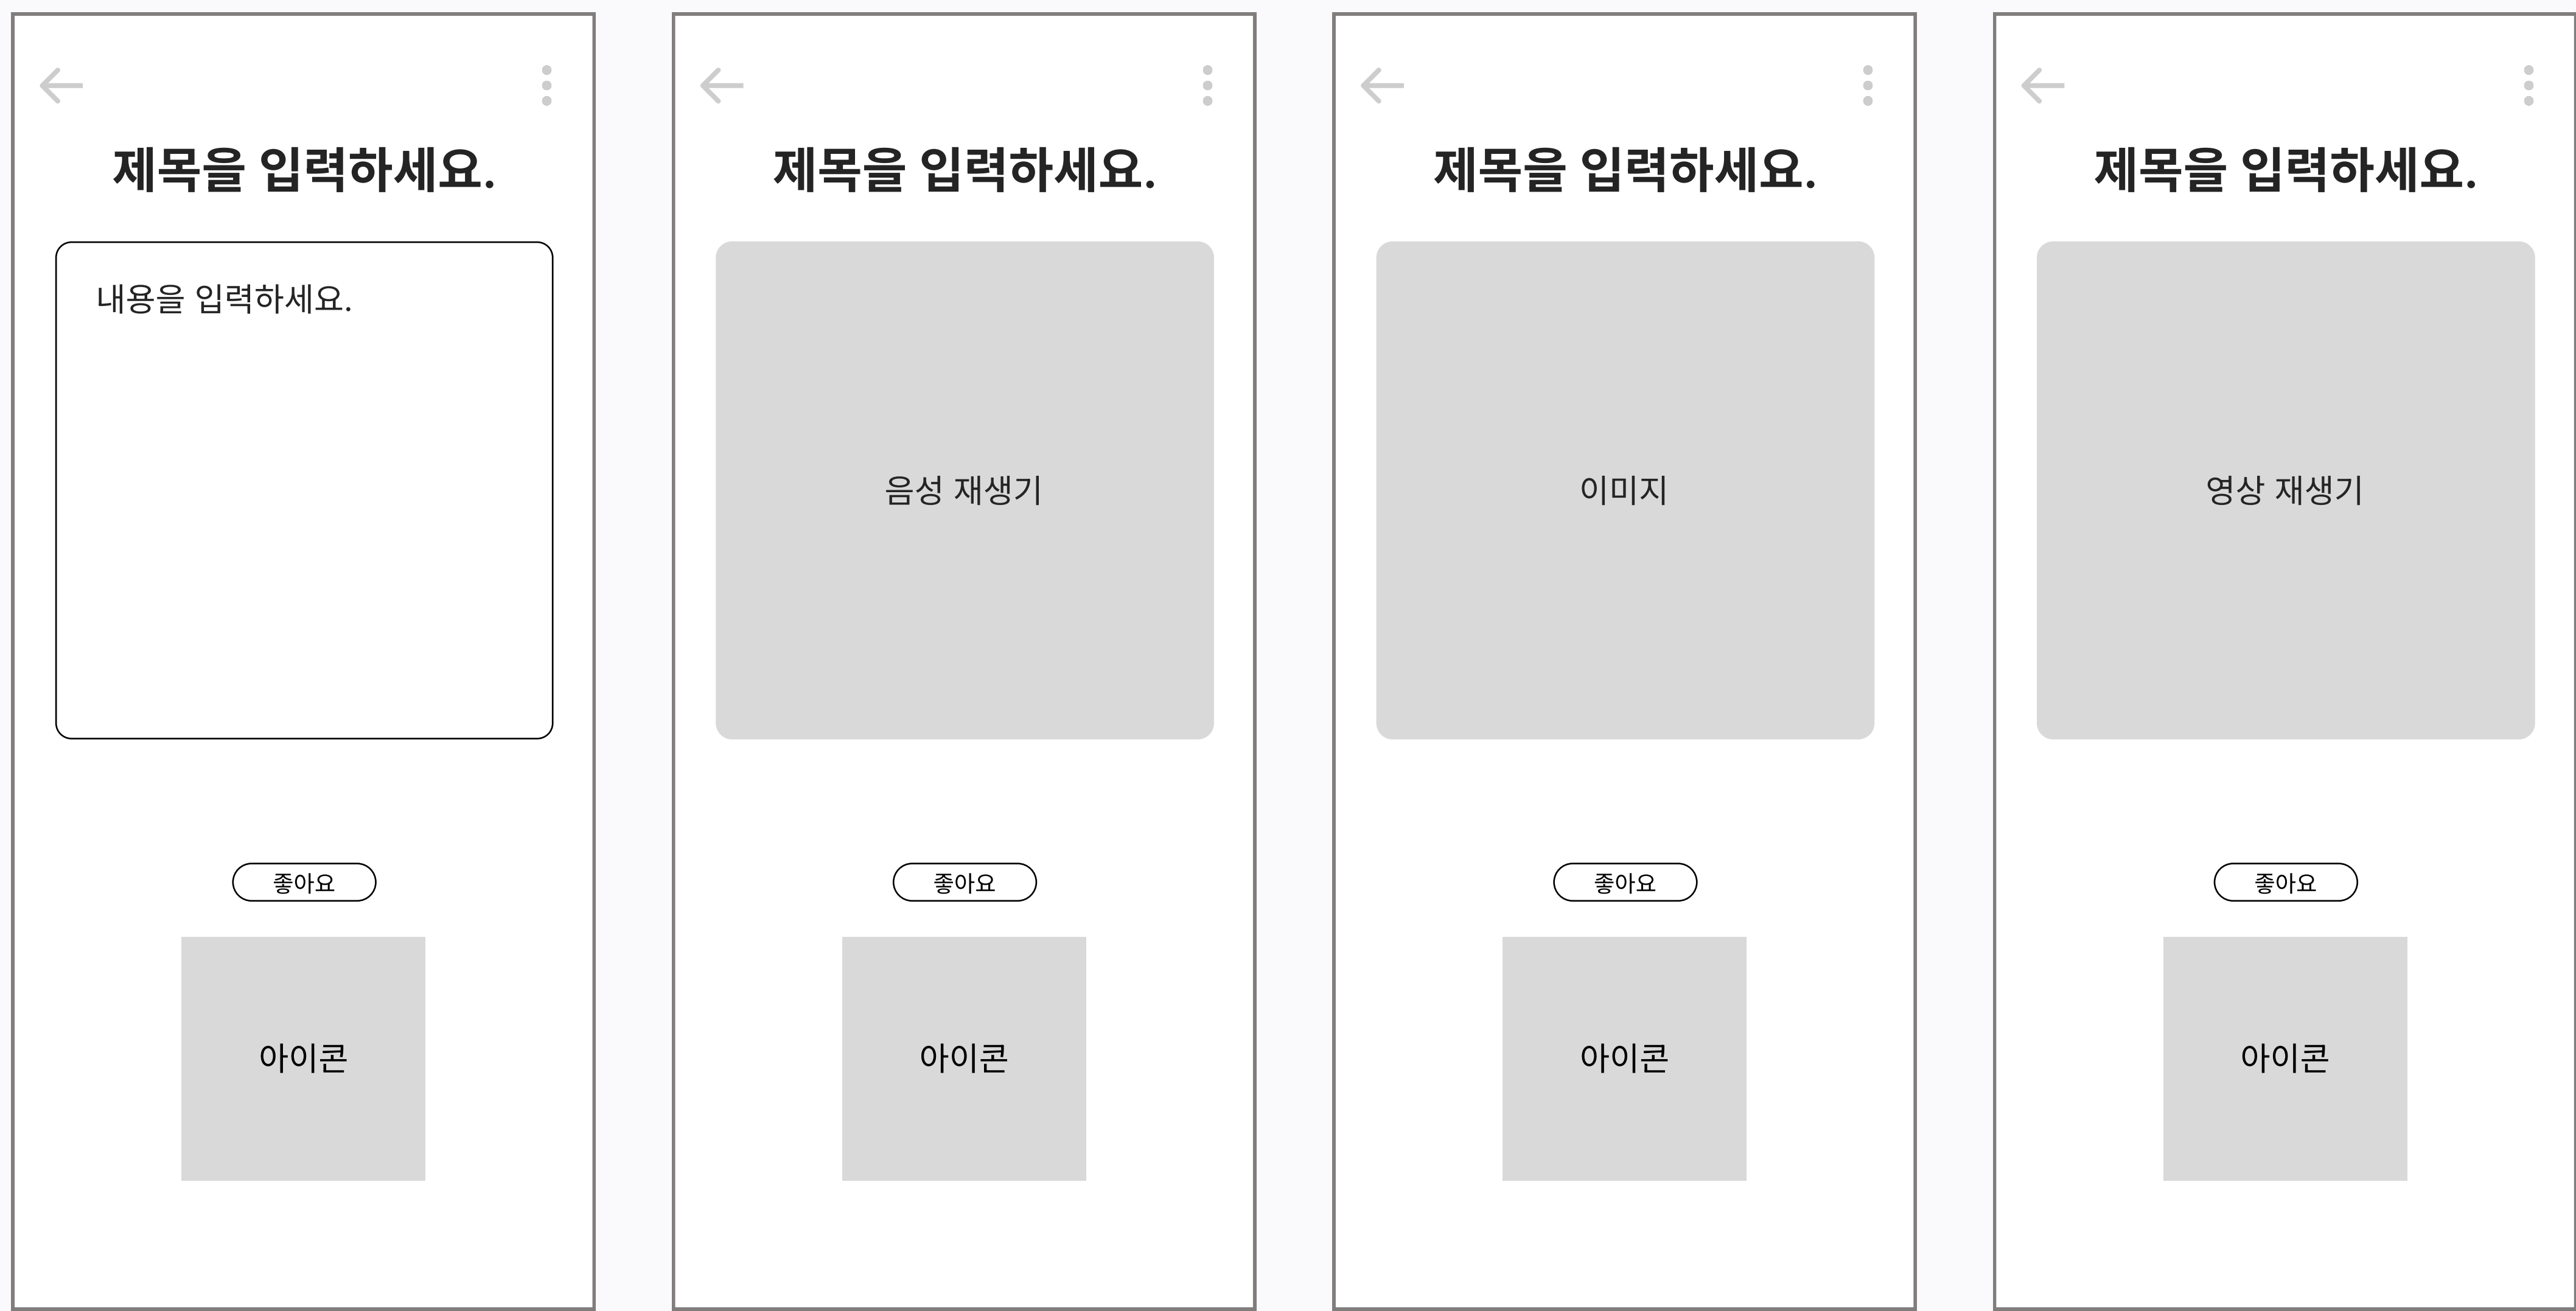 제목을 입력하세요.
내용을 입력하세요.
좋아요
아이콘
제목을 입력하세요.
음성 재생기
좋아요
아이콘
제목을 입력하세요.
이미지
좋아요
아이콘
제목을 입력하세요.
영상 재생기
좋아요
아이콘